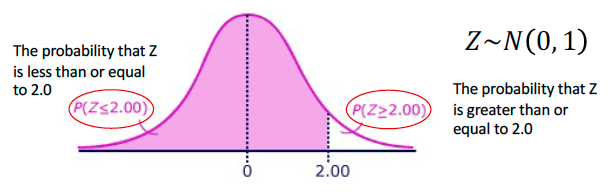 The probability that Z
is less than or equal
to 2.0
P(Z≤2.00)
Z~N(0, 1)
The probability that Z
is greater than or
equal to 2.0
P(Z≥2.00)
0
2.00